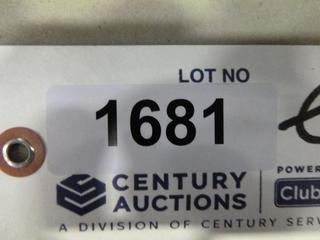 LOT NO
1681
CENTURY
AUCTIONS
POWER
Club
A DIVISION OF CENTURY SERV